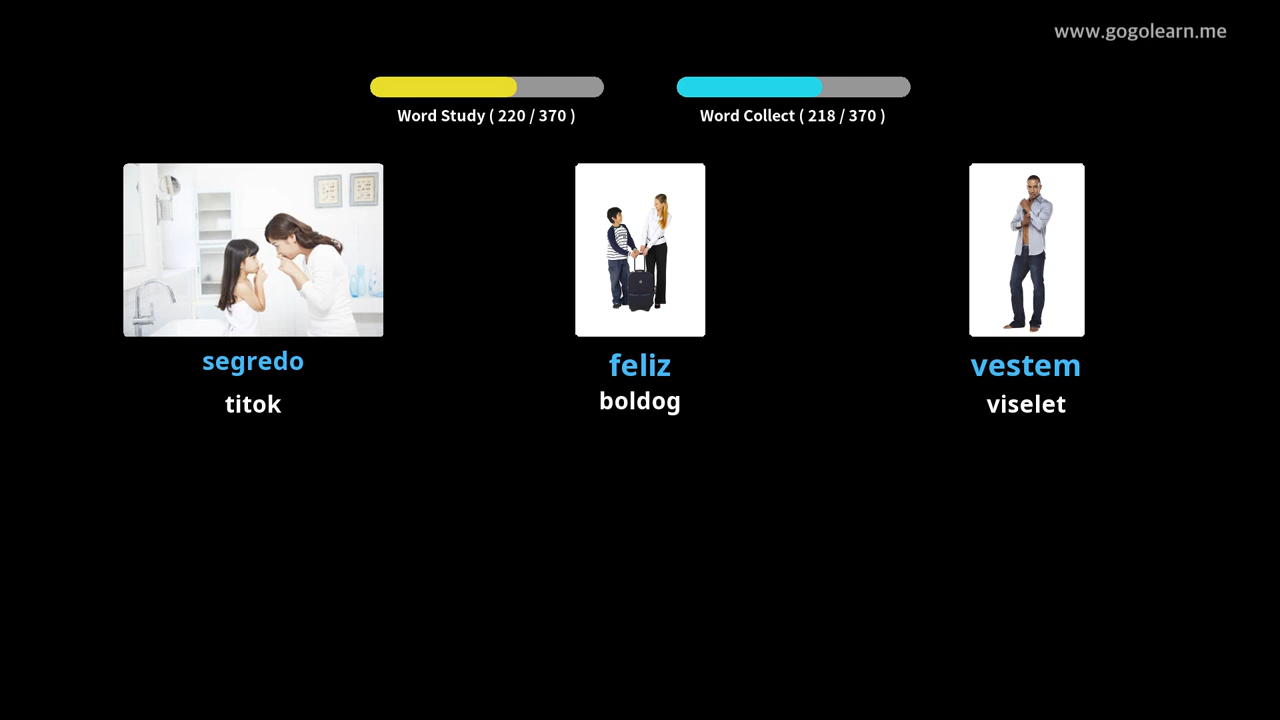 www.gogolearn.me
Word Study ( 220 / 370 )
Word Collect ( 218 / 370 )
segredo
titok
feliz
boldog
vestem
viselet